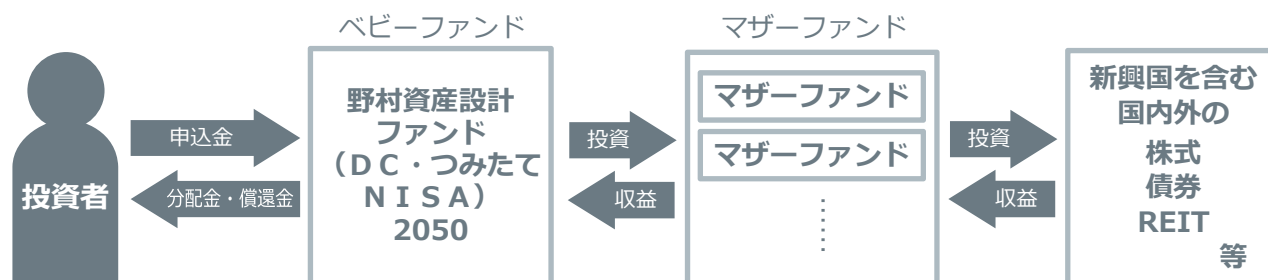 ベビーファンド
マザーファンド
投資者
申込金
分配金・償還金
野村資産設計
ファンド
（ＤＣ・つみたて
ＮＩＳＡ）
2050
投資
収益
マザーファンド
マザーファンド
投資
収益
新興国を含む
国内外の
株式
債券
REIT
等